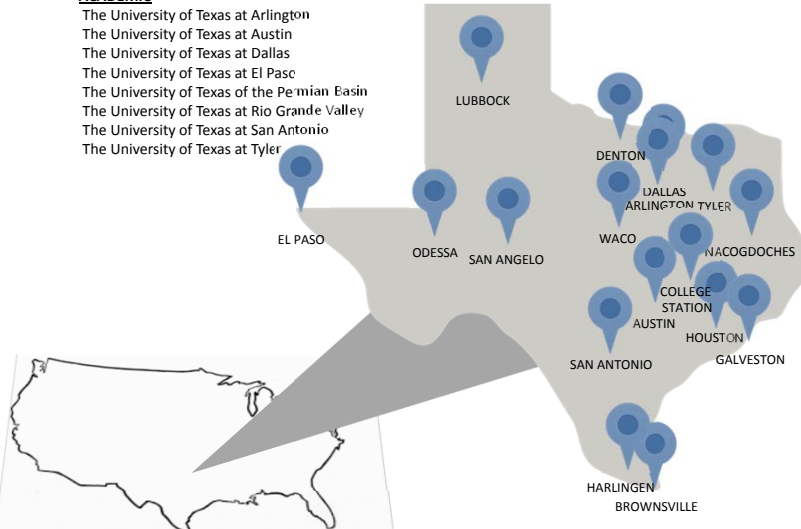 ACADEMIC
The University of Texas at Arlington
The University of Texas at Austin
The University of Texas at Dallas
The University of Texas at El Paso
The University of Texas of the Permian Basin
The University of Texas at Rio Grande Valley
The University of Texas at San Antonio
The University of Texas at Tyler
LUBBOCK
DENTON
DALLAS
ARLINGTON TYLER
EL PASO
ODESSA
SAN ANGELO
WACO
NACOGDOCHES
COLLEGE
STATION
AUSTIN
HOUSTON
GALVESTON
SAN ANTONIO
HARLINGEN
BROWNSVILLE